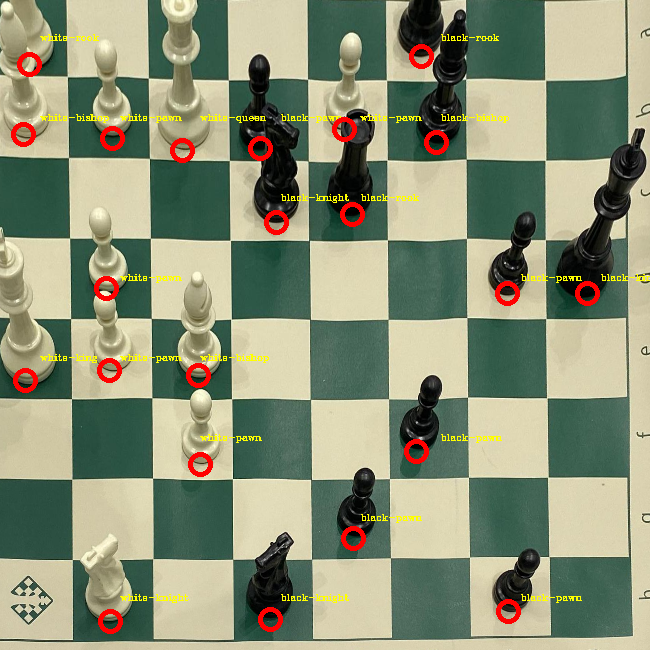 white-rook
black-rook
a
white-bishop
white-pawn
white-queen
black-pawn
white-pawn
black-bishop
black-knight
black-rook
c
white-pawn
black-pawn
white-king
white-pawn
white-bishop
e
white-pawn
black-pawn
f
black-pawn
g
white-knight
black-knight
black-pawn
h